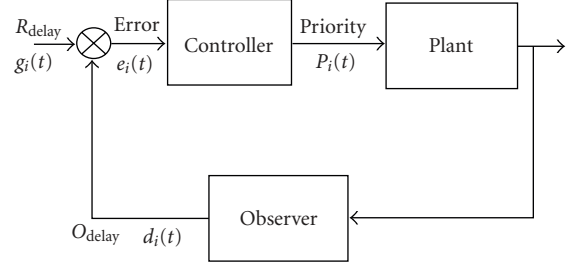 R_delay
g_i(t)
Error
e_i(t)
Controller
Priority
P_i(t)
Plant
Observer
O_delay
d_i(t)